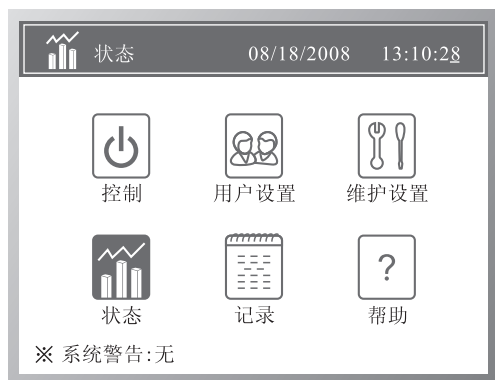 状态 08/18/2008 13:10:28
控制 用户设置 维护设置
?
状态 记录 帮助
※ 系统警告:无